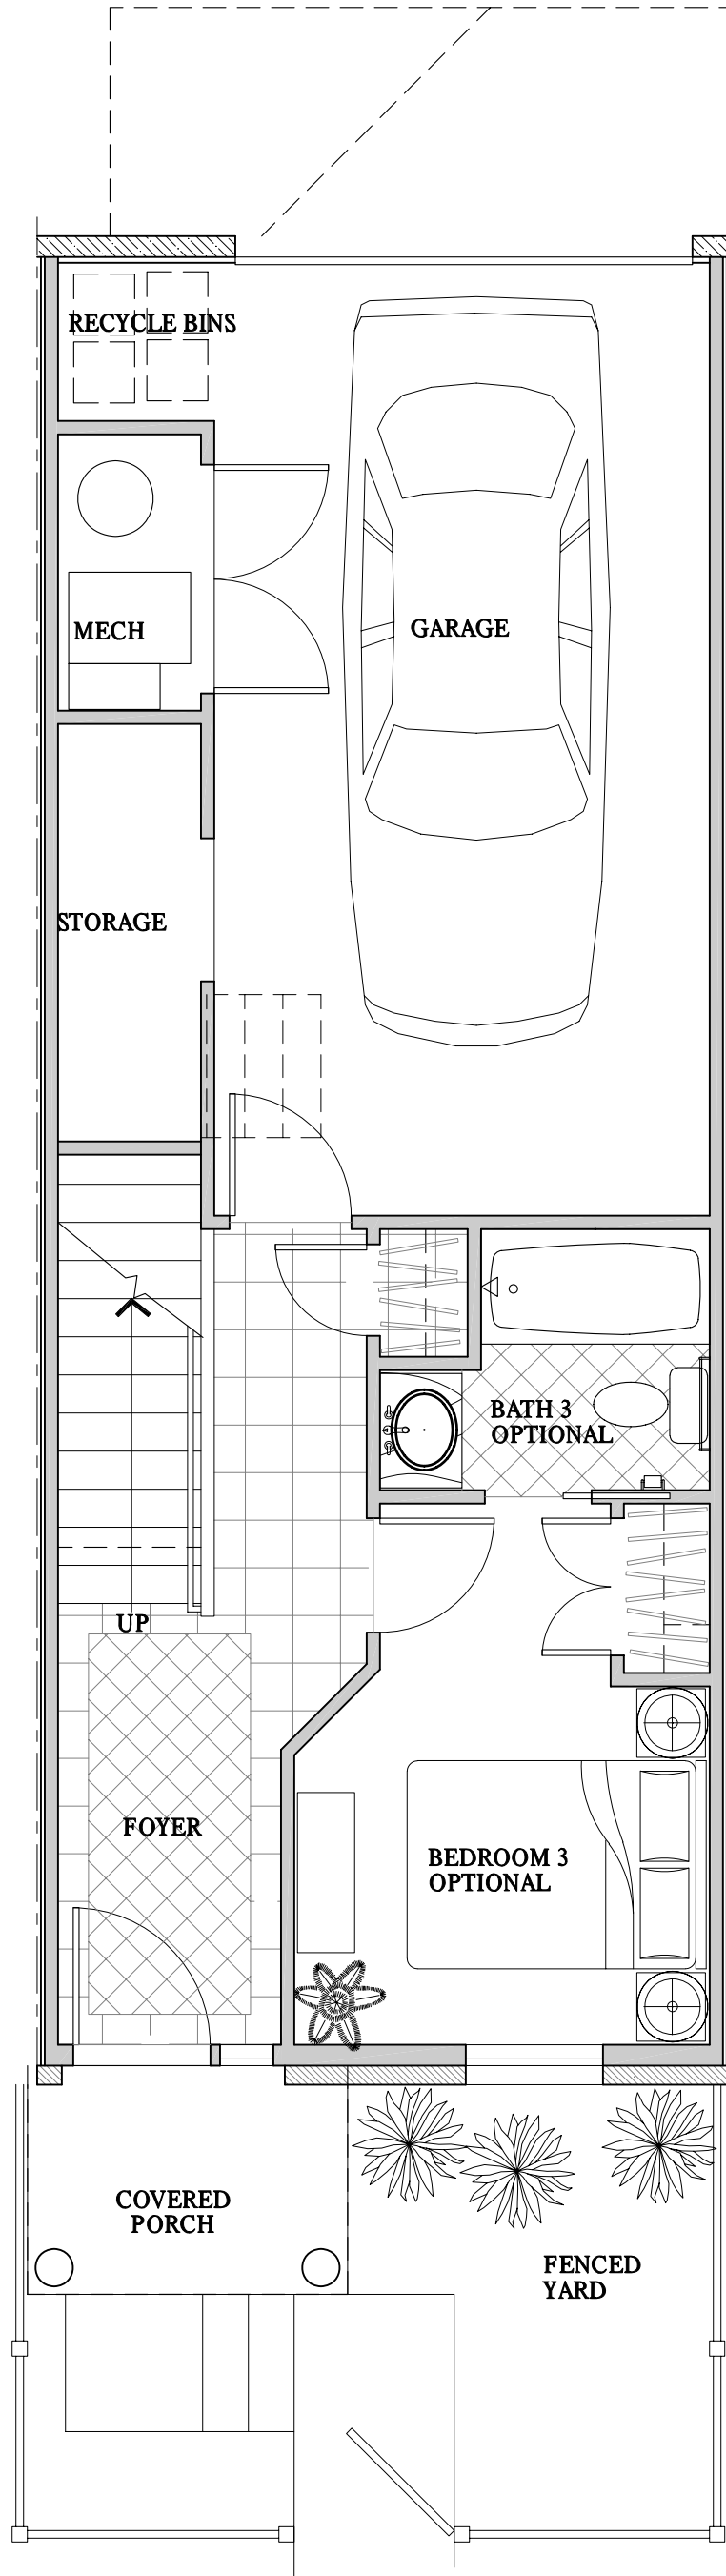 RECYCLE BINS
MECH
GARAGE
STORAGE
BATH 3
OPTIONAL
UP
FOYER
BEDROOM 3
OPTIONAL
COVERED
PORCH
FENCED
YARD